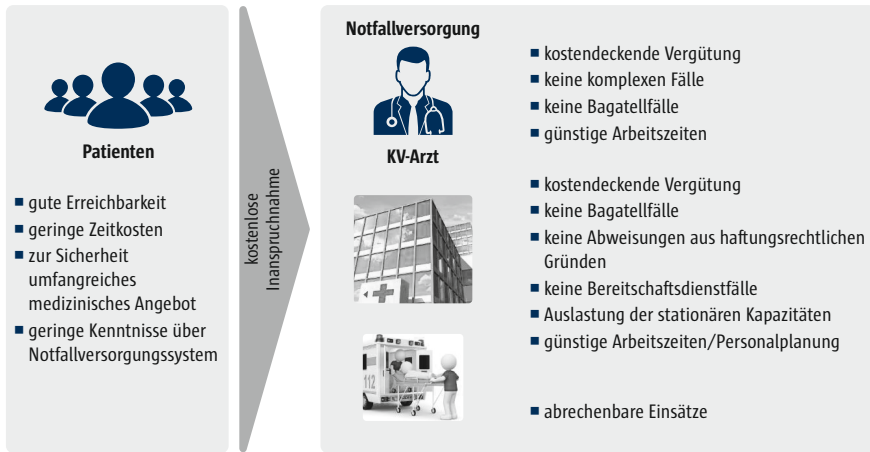 Patienten
gute Erreichbarkeit
geringe Zeitkosten
zur Sicherheit
umfangreiches
medizinisches Angebot
geringe Kenntnisse über
Notfallversorgungssystem
kostenlose
Inanspruchnahme
Notfallversorgung
KV-Arzt
kostendeckende Vergütung
keine komplexen Fälle
keine Bagatellfälle
günstige Arbeitszeiten
kostendeckende Vergütung
keine Bagatellfälle
keine Abweisungen aus haftungsrechtlichen
Gründen
keine Bereitschaftsdienstfälle
Auslastung der stationären Kapazitäten
günstige Arbeitszeiten/Personalplanung
112
abrechenbare Einsätze